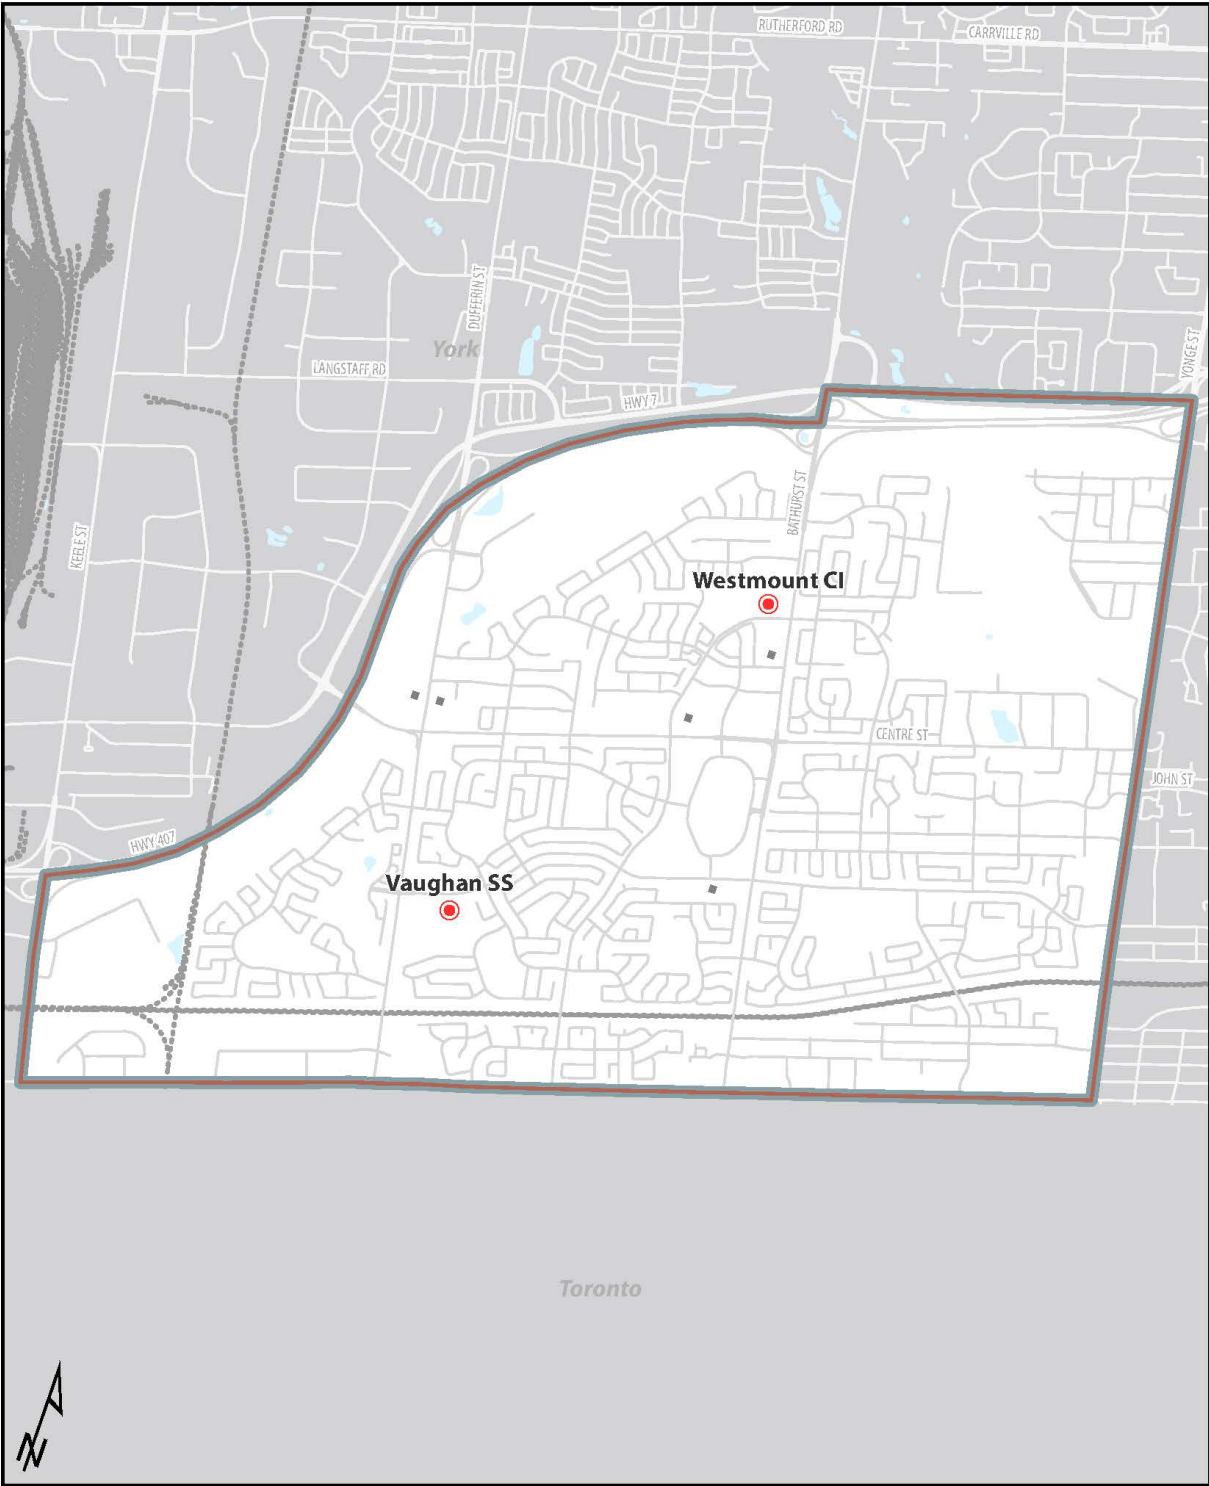 RUTHERFORD RD
CARRVILLE RD
DUFFERIN ST
York
YONGE ST
LANGSTAFF RD
HWY 7
BATHURST ST
KEELE ST
Westmount CI
CENTRE ST
JOHN ST
HWY 407
Vaughan SS
Toronto
N